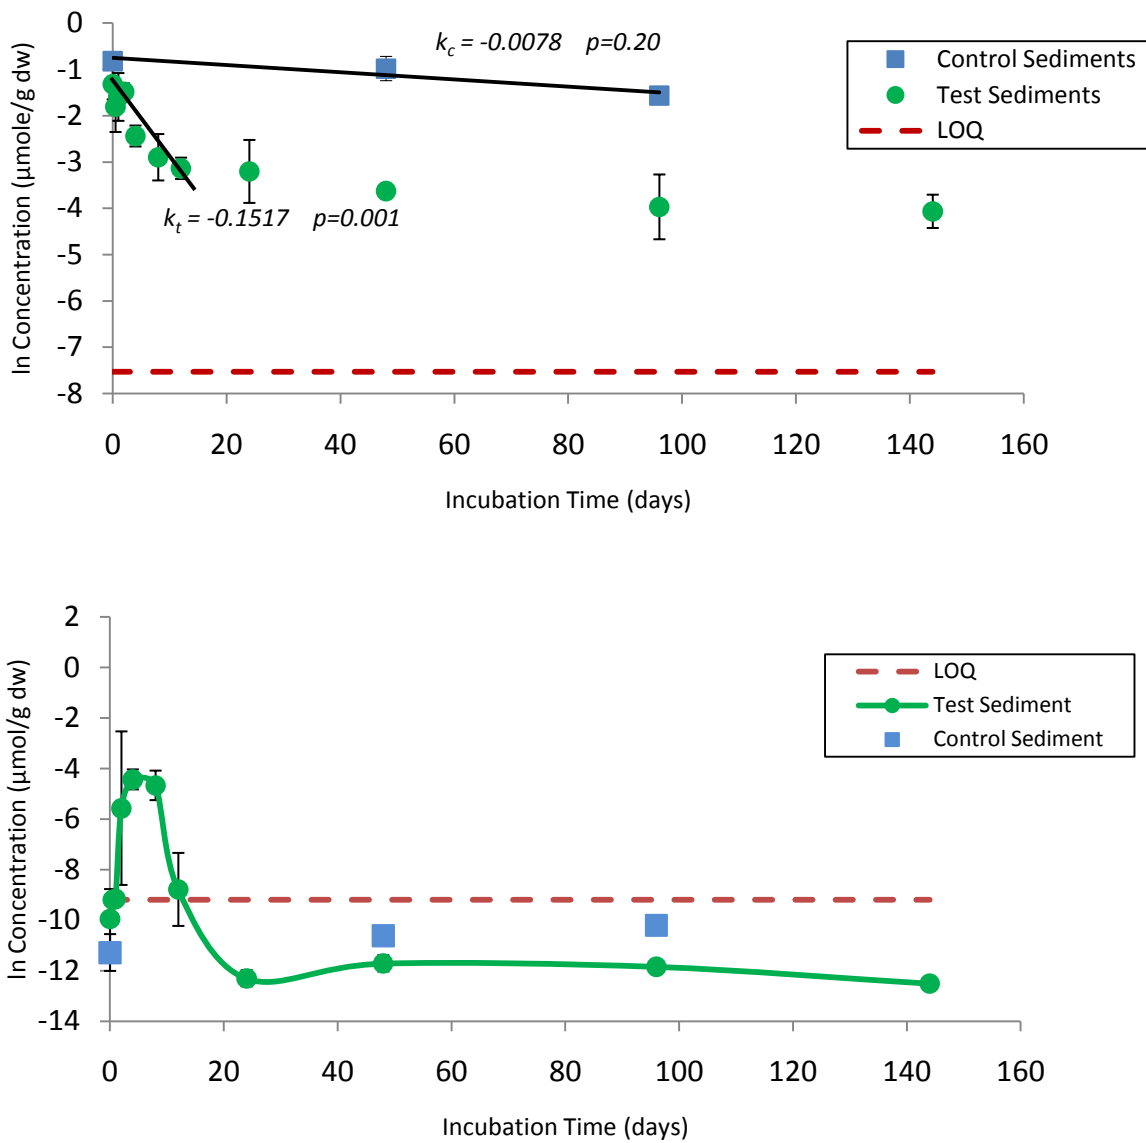 0
-1
-2
-3
-4
-5
-6
-7
-8
ln Concentration (µmole/g dw)
k_c = -0.0078 p=0.20
k_t = -0.1517 p=0.001
Control Sediments
Test Sediments
LOQ
0 20 40 60 80 100 120 140 160
Incubation Time (days)
2
0
-2
-4
-6
-8
-10
-12
-14
ln Concentration (µmol/g dw)
LOQ
Test Sediment
Control Sediment
0 20 40 60 80 100 120 140 160
Incubation Time (days)